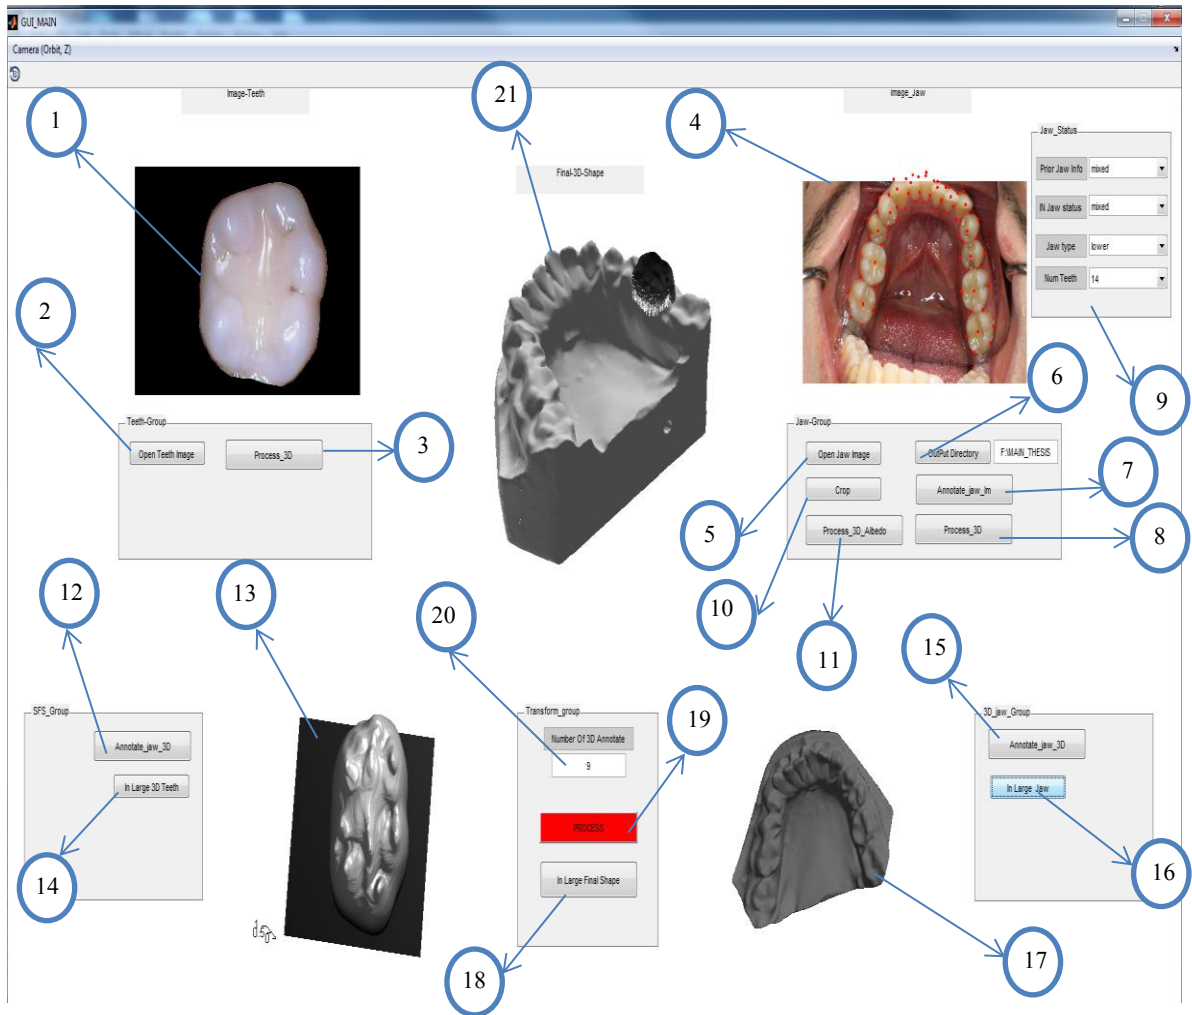 GUI_MAIN
Camera (Orbit, Z)
Image-Teeth
21
Image_Jaw
1
4
Jaw_Status
Final-3D-Shape
Prior Jaw Info mixed
IN Jaw status mixed
Jaw type lower
Num Teeth 14
2
6
9
Teeth-Group
Open Teeth Image
Process_3D
3
Jaw-Group
Open Jaw Image
OutPut Directory
F:\MAIN_THESIS
Crop
Annotate_jaw_Im
7
5
Process_3D_Albedo
Process_3D
8
12
13
20
10
11
15
SFS_Group
Annotate_jaw_3D
In Large 3D Teeth
14
Transform_group
Number Of 3D Annotate
9
19
PROCESS
In Large Final Shape
18
3D_jaw_Group
Annotate_jaw_3D
In Large Jaw
16
17